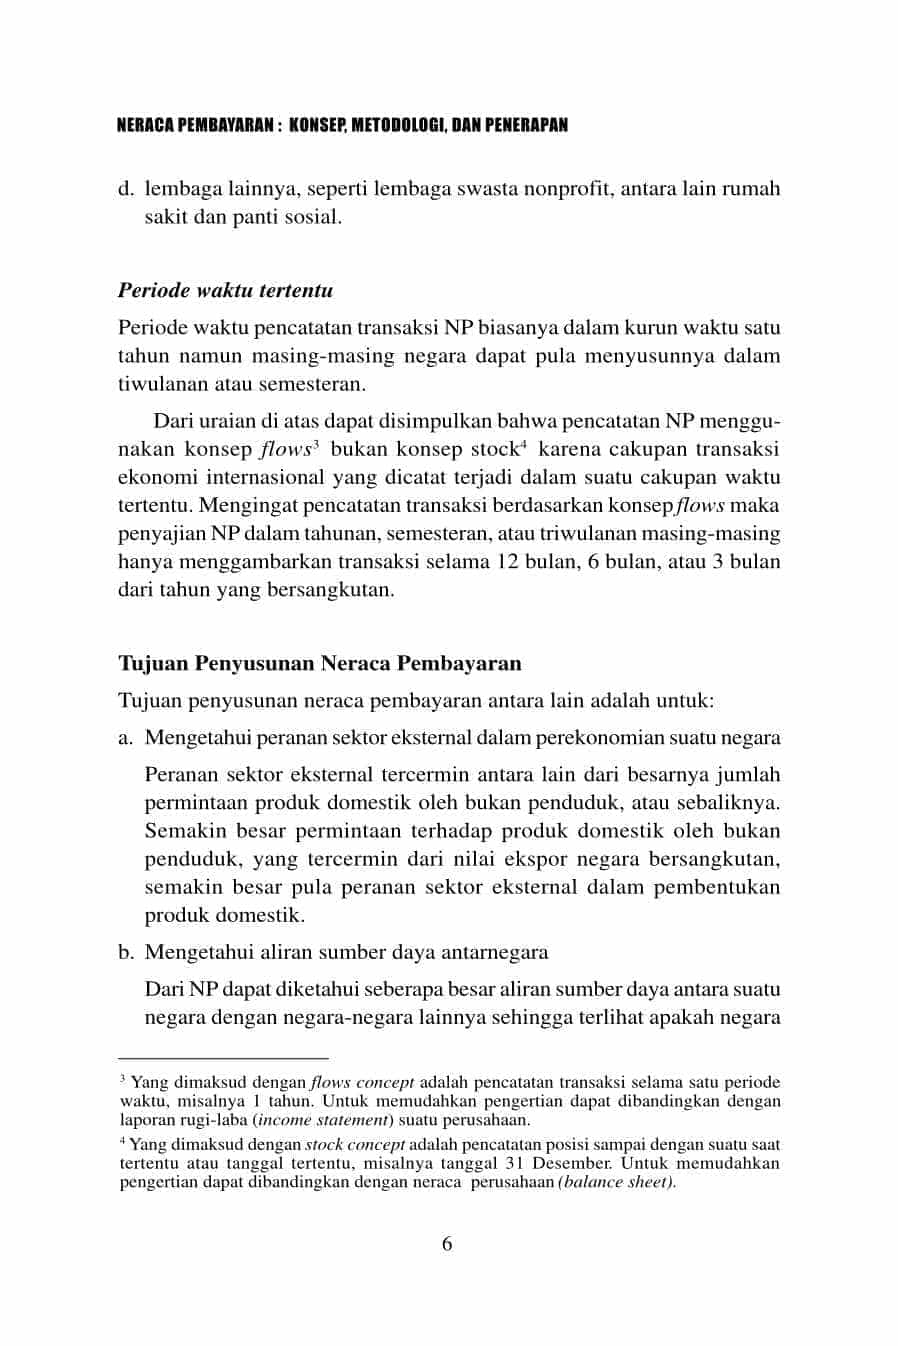 NERACA PEMBAYARAN : KONSEP, METODOLOGI, DAN PENERAPAN
d. lembaga lainnya, seperti lembaga swasta nonprofit, antara lain rumah
sakit dan panti sosial.
Periode waktu tertentu
Periode waktu pencatatan transaksi NP biasanya dalam kurun waktu satu
tahun namun masing-masing negara dapat pula menyusunnya dalam
tiwulanan atau semesteran.
Dari uraian di atas dapat disimpulkan bahwa pencatatan NP menggu-
nakan konsep flows³ bukan konsep stock⁴ karena cakupan transaksi
ekonomi internasional yang dicatat terjadi dalam suatu cakupan waktu
tertentu. Mengingat pencatatan transaksi berdasarkan konsep flows maka
penyajian NP dalam tahunan, semesteran, atau triwulanan masing-masing
hanya menggambarkan transaksi selama 12 bulan, 6 bulan, atau 3 bulan
dari tahun yang bersangkutan.
Tujuan Penyusunan Neraca Pembayaran
Tujuan penyusunan neraca pembayaran antara lain adalah untuk:
a. Mengetahui peranan sektor eksternal dalam perekonomian suatu negara
Peranan sektor eksternal tercermin antara lain dari besarnya jumlah
permintaan produk domestik oleh bukan penduduk, atau sebaliknya.
Semakin besar permintaan terhadap produk domestik oleh bukan
penduduk, yang tercermin dari nilai ekspor negara bersangkutan,
semakin besar pula peranan sektor eksternal dalam pembentukan
produk domestik.
b. Mengetahui aliran sumber daya antarnegara
Dari NP dapat diketahui seberapa besar aliran sumber daya antara suatu
negara dengan negara-negara lainnya sehingga terlihat apakah negara
³ Yang dimaksud dengan flows concept adalah pencatatan transaksi selama satu periode
waktu, misalnya 1 tahun. Untuk memudahkan pengertian dapat dibandingkan dengan
laporan rugi-laba (income statement) suatu perusahaan.
⁴ Yang dimaksud dengan stock concept adalah pencatatan posisi sampai dengan suatu saat
tertentu atau tanggal tertentu, misalnya tanggal 31 Desember. Untuk memudahkan
pengertian dapat dibandingkan dengan neraca perusahaan (balance sheet).
6